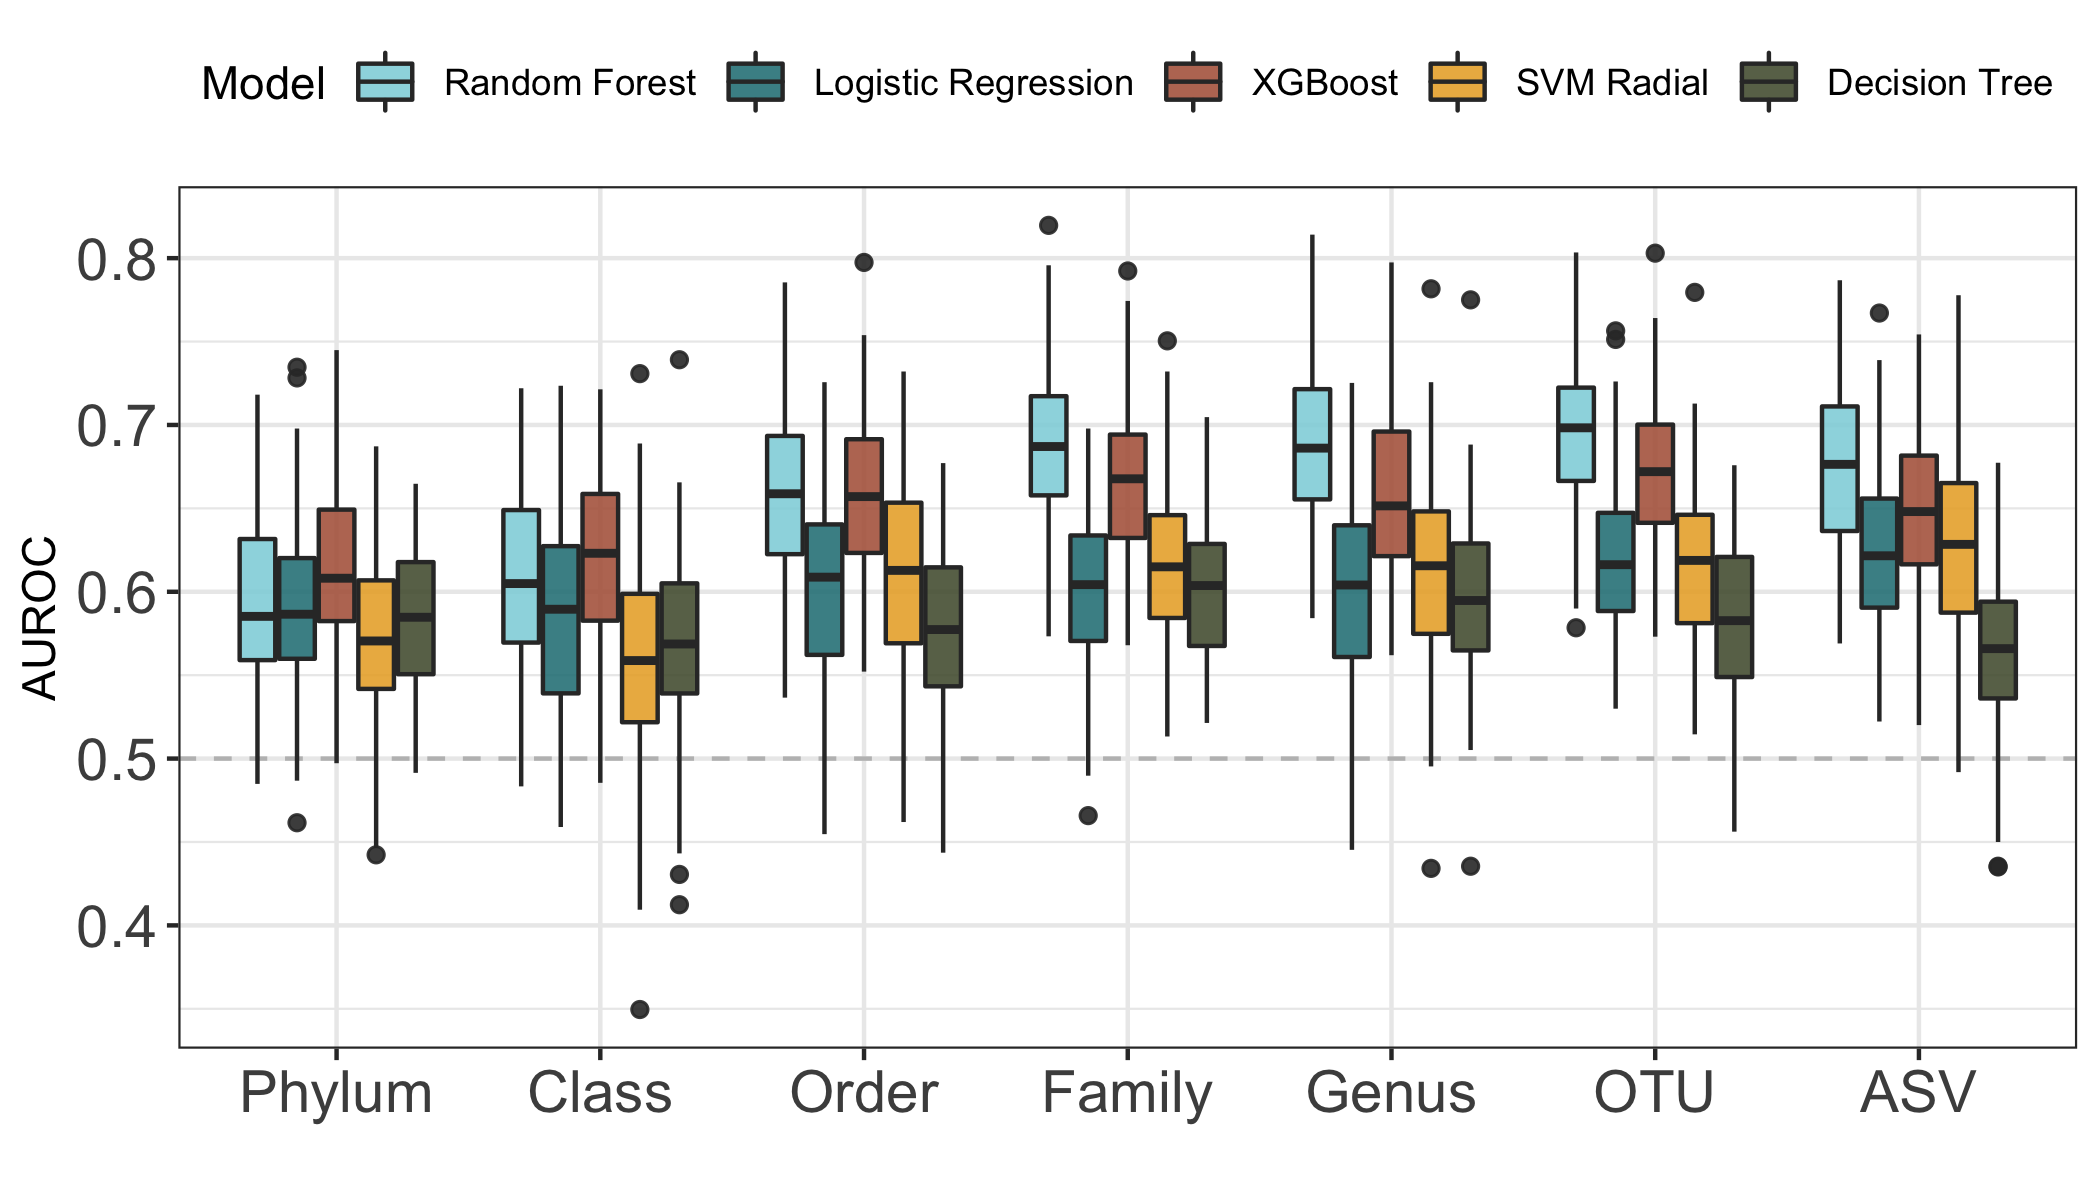 Model Random Forest Logistic Regression XGBoost SVM Radial Decision Tree
AUROC
0.8
0.7
0.6
0.5
0.4
Phylum Class Order Family Genus OTU ASV